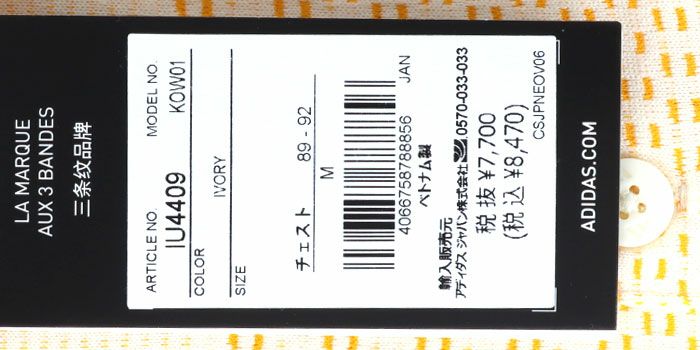 LA MARQUE
AUX 3 BANDES
三条纹品牌
ARTICLE NO. MODEL NO.
IU4409 KOW01
COLOR
IVORY
SIZE
チェスト 89 - 92
M
JAN
4066758788856
ベトナム製
輸入販売元
アディダス ジャパン株式会社 0570-033-033
税抜¥7,700
(税込¥8,470)
CSJPNEOV06
ADIDAS.COM